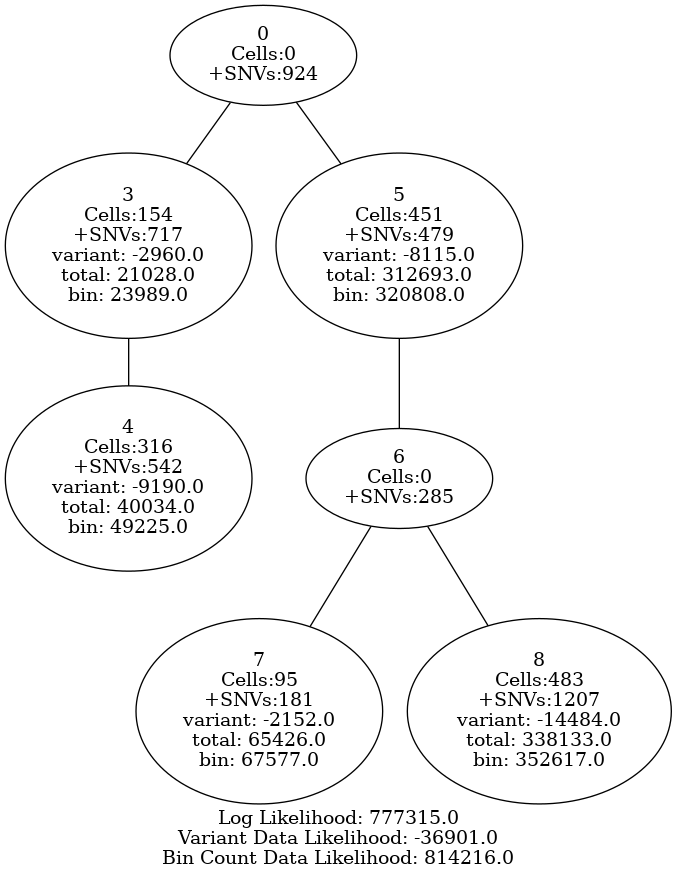 0
Cells:0
+SNVs:924
3
Cells:154
+SNVs:717
variant: -2960.0
total: 21028.0
bin: 23989.0
5
Cells:451
+SNVs:479
variant: -8115.0
total: 312693.0
bin: 320808.0
4
Cells:316
+SNVs:542
variant: -9190.0
total: 40034.0
bin: 49225.0
6
Cells:0
+SNVs:285
7
Cells:95
+SNVs:181
variant: -2152.0
total: 65426.0
bin: 67577.0
8
Cells:483
+SNVs:1207
variant: -14484.0
total: 338133.0
bin: 352617.0
Log Likelihood: 777315.0
Variant Data Likelihood: -36901.0
Bin Count Data Likelihood: 814216.0